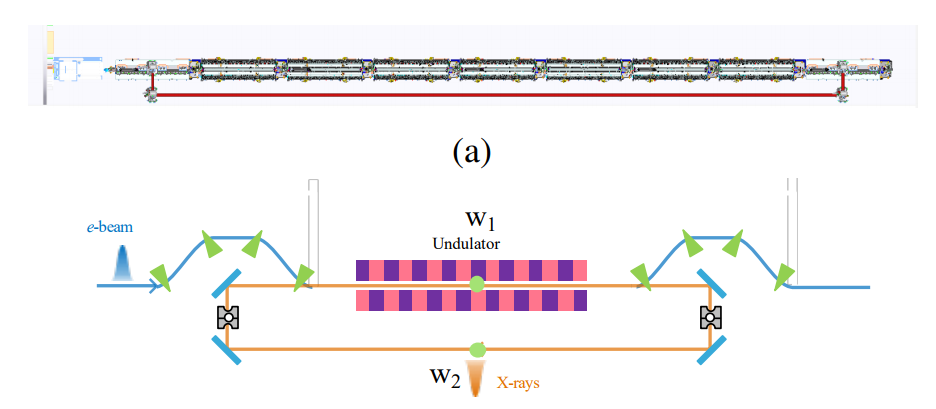 (a)
W1
e-beam
Undulator
W2
X-rays